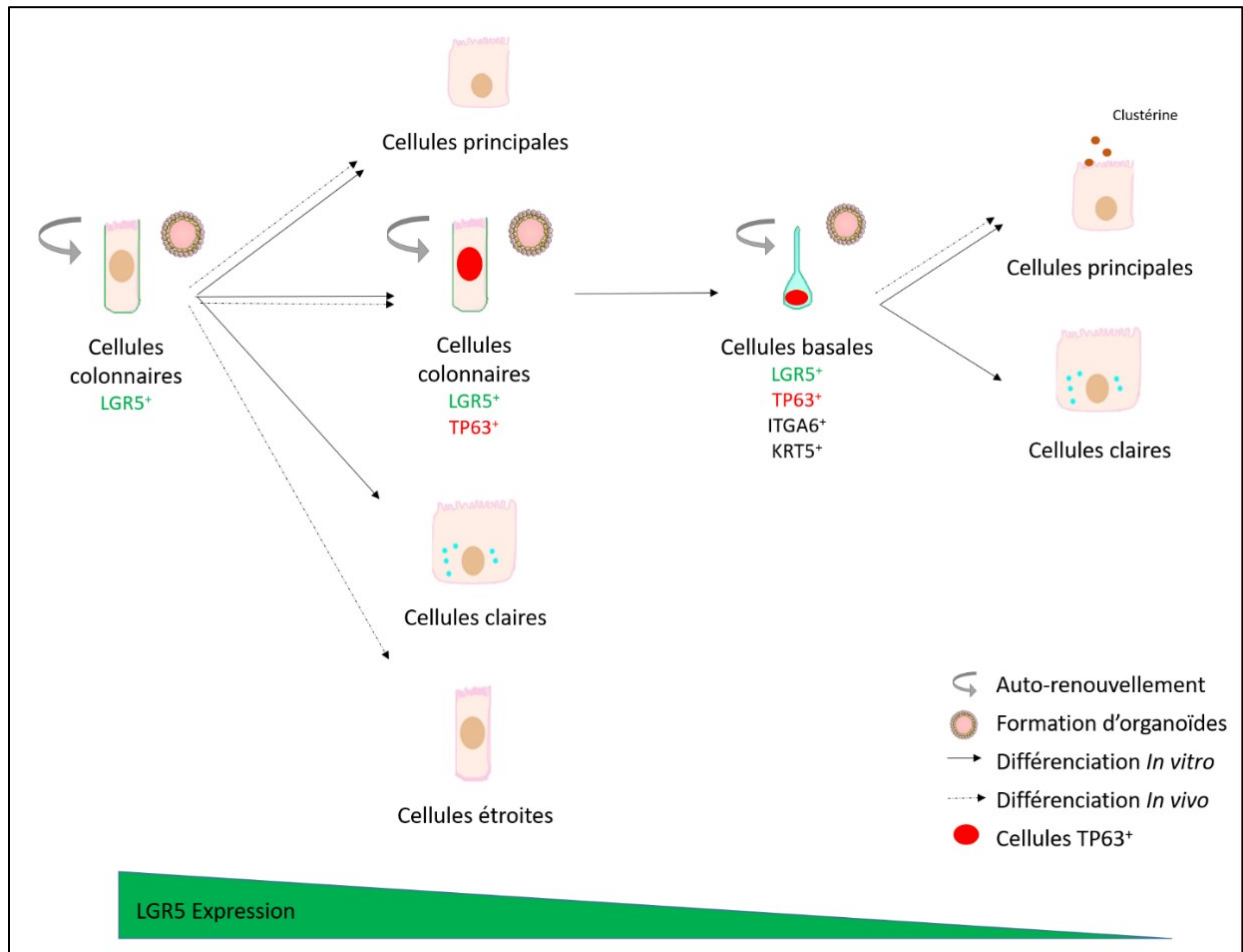 Cellules principales
Clustérine
Cellules principales
Cellules
colonnaires
LGR5⁺
Cellules
colonnaires
LGR5⁺
TP63⁺
Cellules basales
LGR5⁺
TP63⁺
ITGA6⁺
KRT5⁺
Cellules claires
Cellules claires
Cellules étroites
Auto-renouvellement
Formation d'organoïdes
Différenciation In vitro
Différenciation In vivo
Cellules TP63⁺
LGR5 Expression